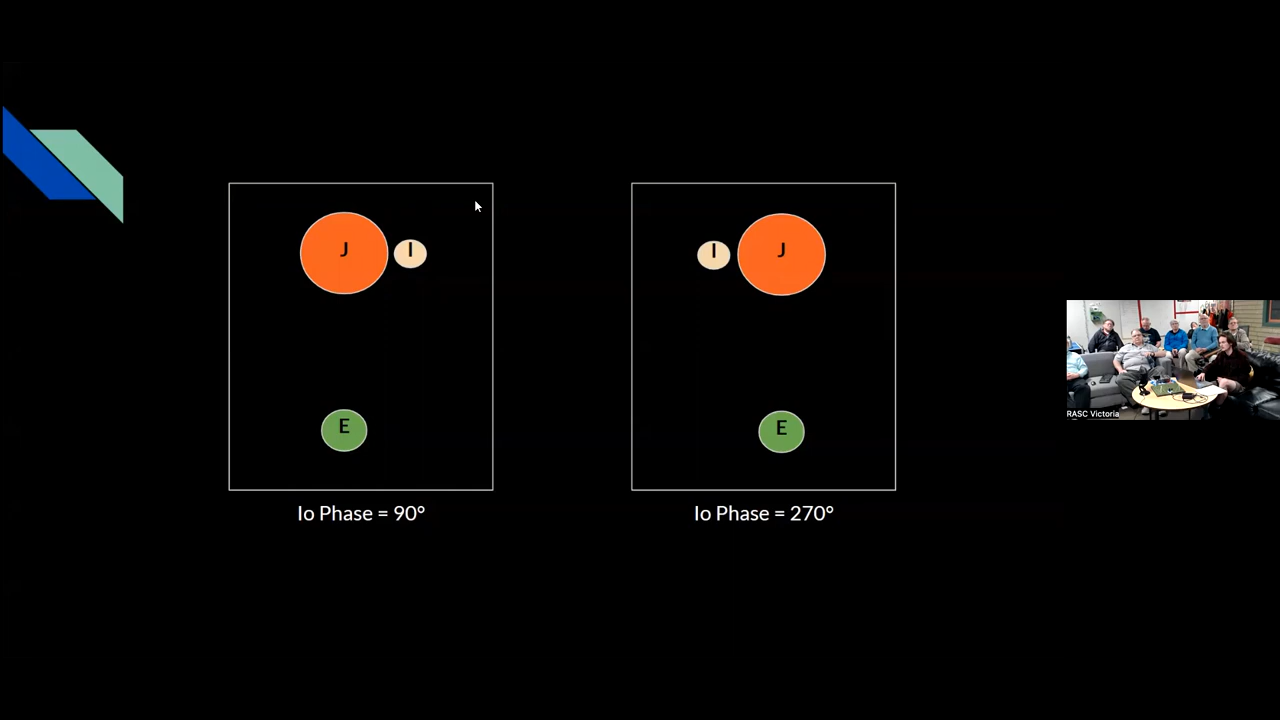 J
I
I
J
E
E
Io Phase = 90°
Io Phase = 270°
RASC Victoria